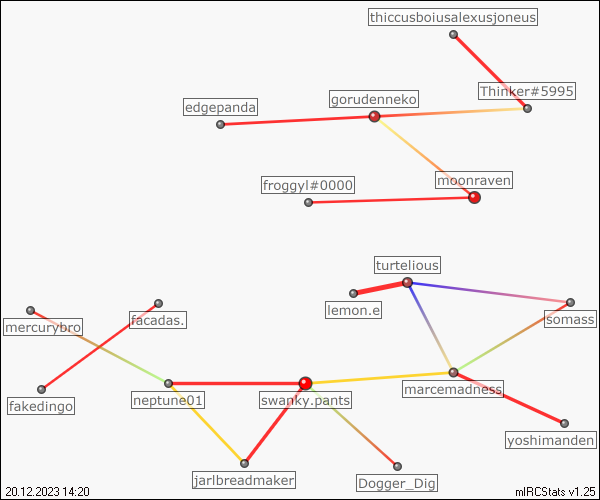 thiccusboiusalexusjoneus
Thinker#5995
gorudenneko
edgepanda
moonraven
froggyl#0000
turtelious
lemon.e
somass
mercurybro
facadas.
marcemadness
neptune01
swanky.pants
fakedingo
yoshimanden
jarlbreadmaker
Dogger_Dig
20.12.2023 14:20
mIRCStats v1.25